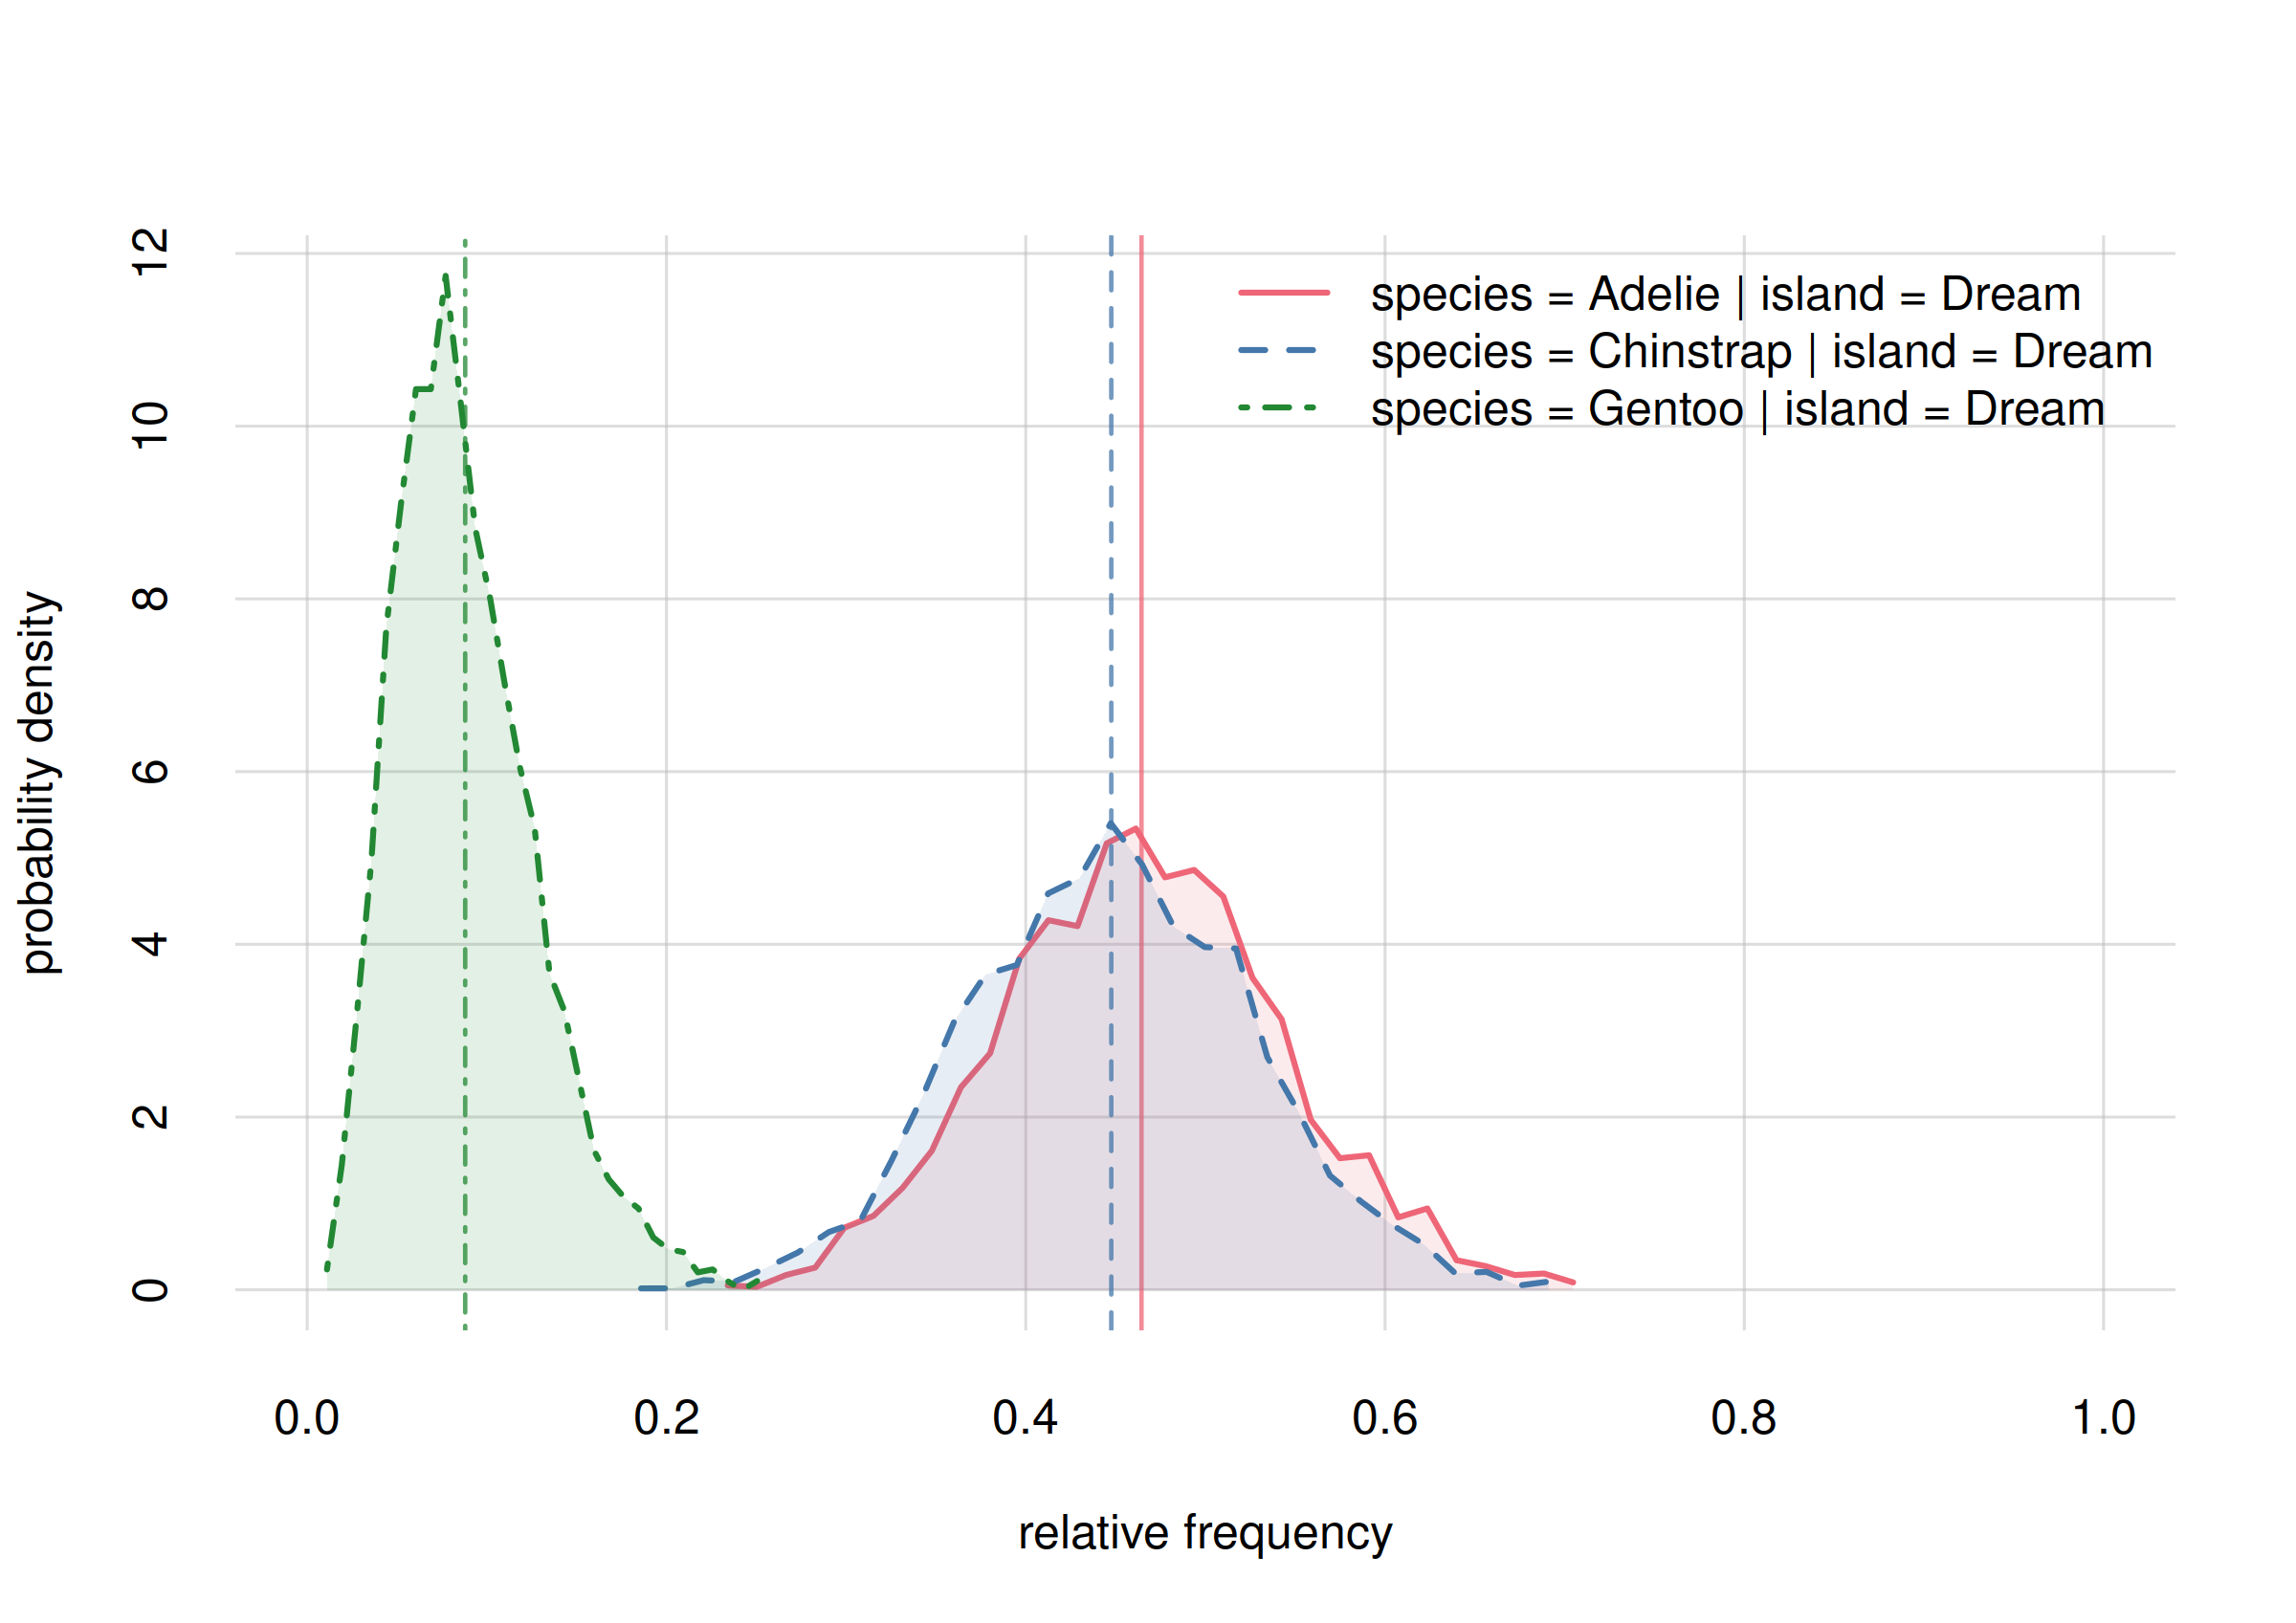 12
10
8
6
4
2
0
probability density
species = Adelie | island = Dream
species = Chinstrap | island = Dream
species = Gentoo | island = Dream
0.0 0.2 0.4 0.6 0.8 1.0
relative frequency